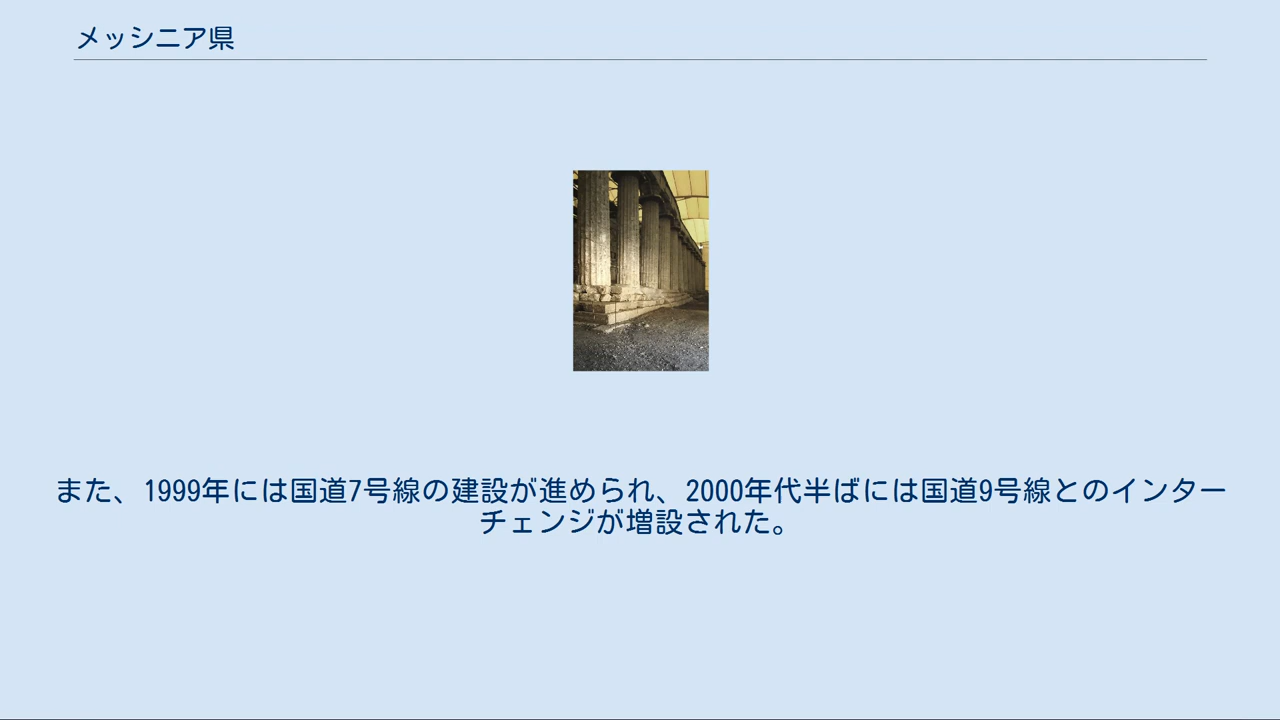 メッシニア県
また、1999年には国道7号線の建設が進められ、2000年代半ばには国道9号線とのインター
チェンジが増設された。